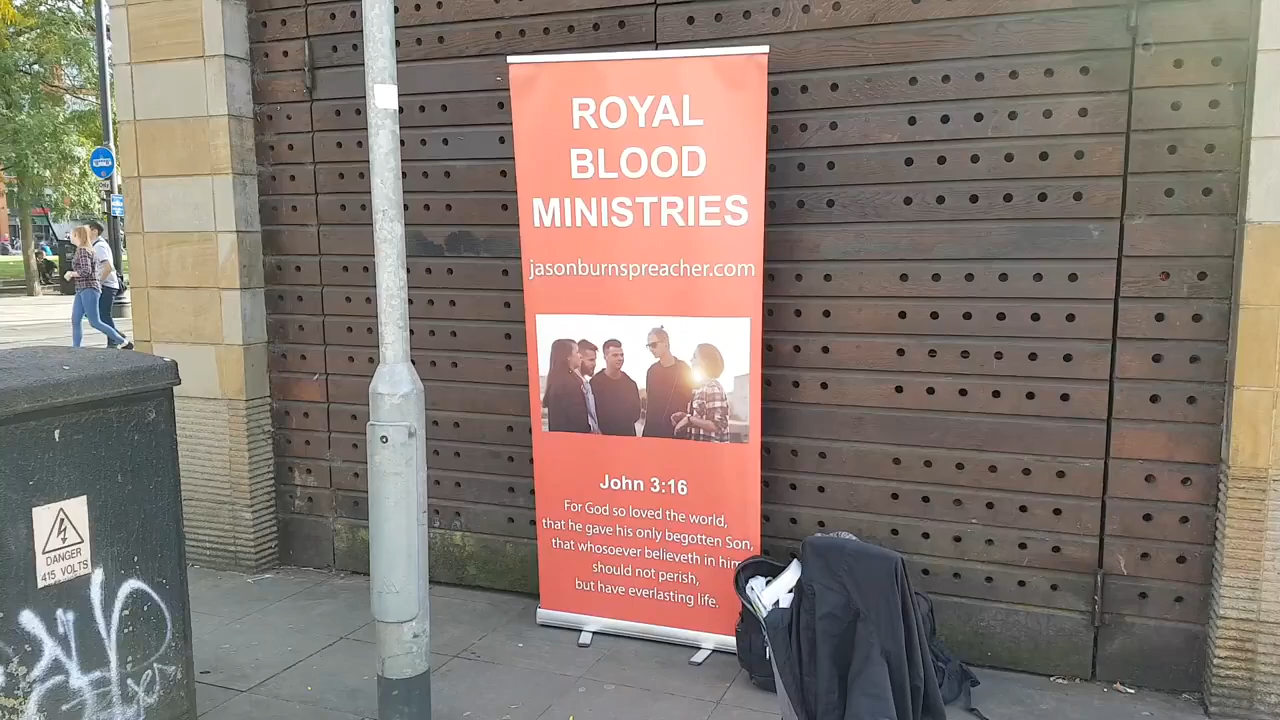 ROYAL
BLOOD
MINISTRIES
jasonburnspreacher.com
John 3:16
For God so loved the world,
that he gave his only begotten Son,
that whosoever believeth in him
should not perish,
but have everlasting life.
DANGER
415 VOLTS